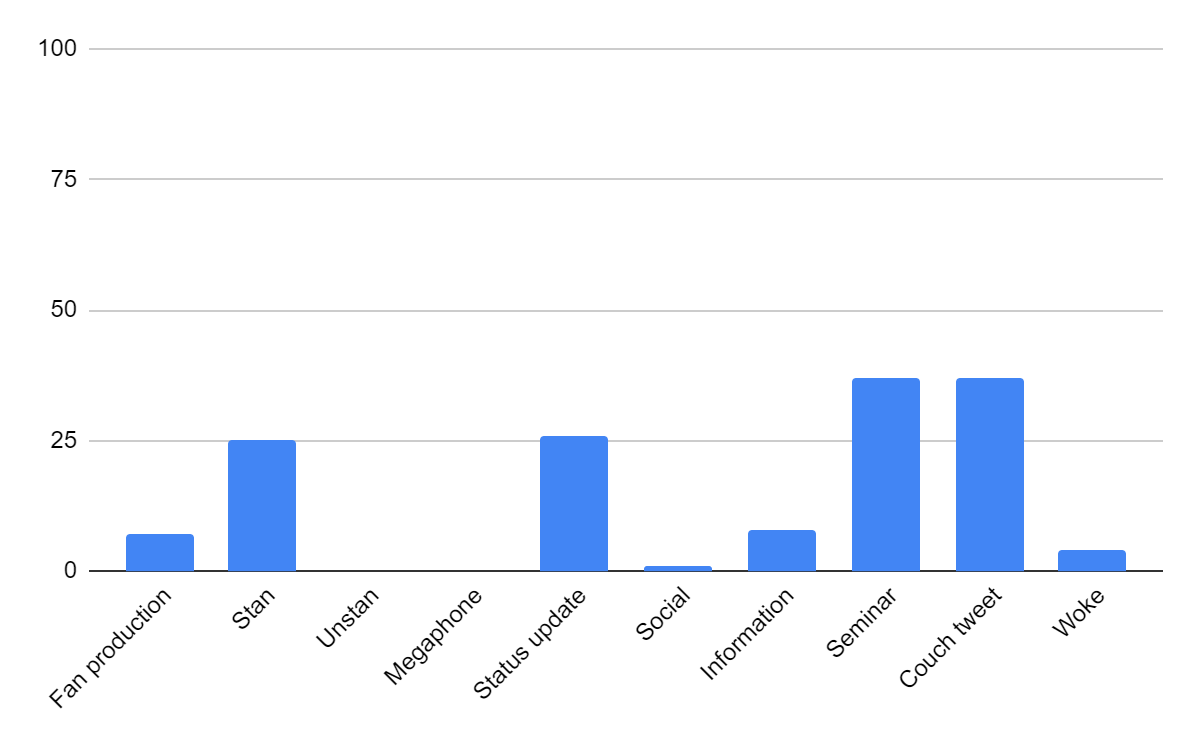 100
75
50
25
0
Fan production
Stan
Unstan
Megaphone
Status update
Social
Information
Seminar
Couch tweet
Woke